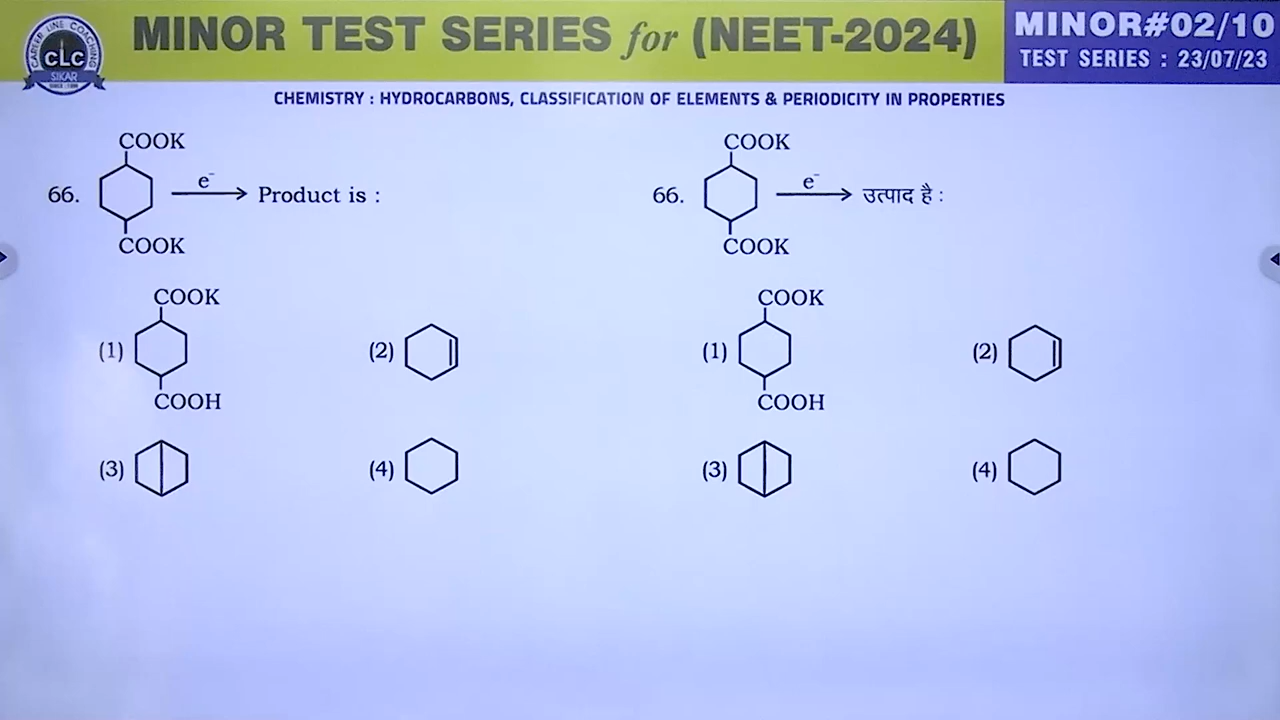 CAREER LINE COACHING
CLC
SIKAR
MINOR TEST SERIES for (NEET-2024)
MINOR#02/10
TEST SERIES : 23/07/23
CHEMISTRY : HYDROCARBONS, CLASSIFICATION OF ELEMENTS & PERIODICITY IN PROPERTIES
COOK
66. e⁻ Product is :
COOK
COOK
(1) (2)
COOH
(3) (4)
COOK
66. e⁻ उत्पाद है :
COOK
COOK
(1) (2)
COOH
(3) (4)